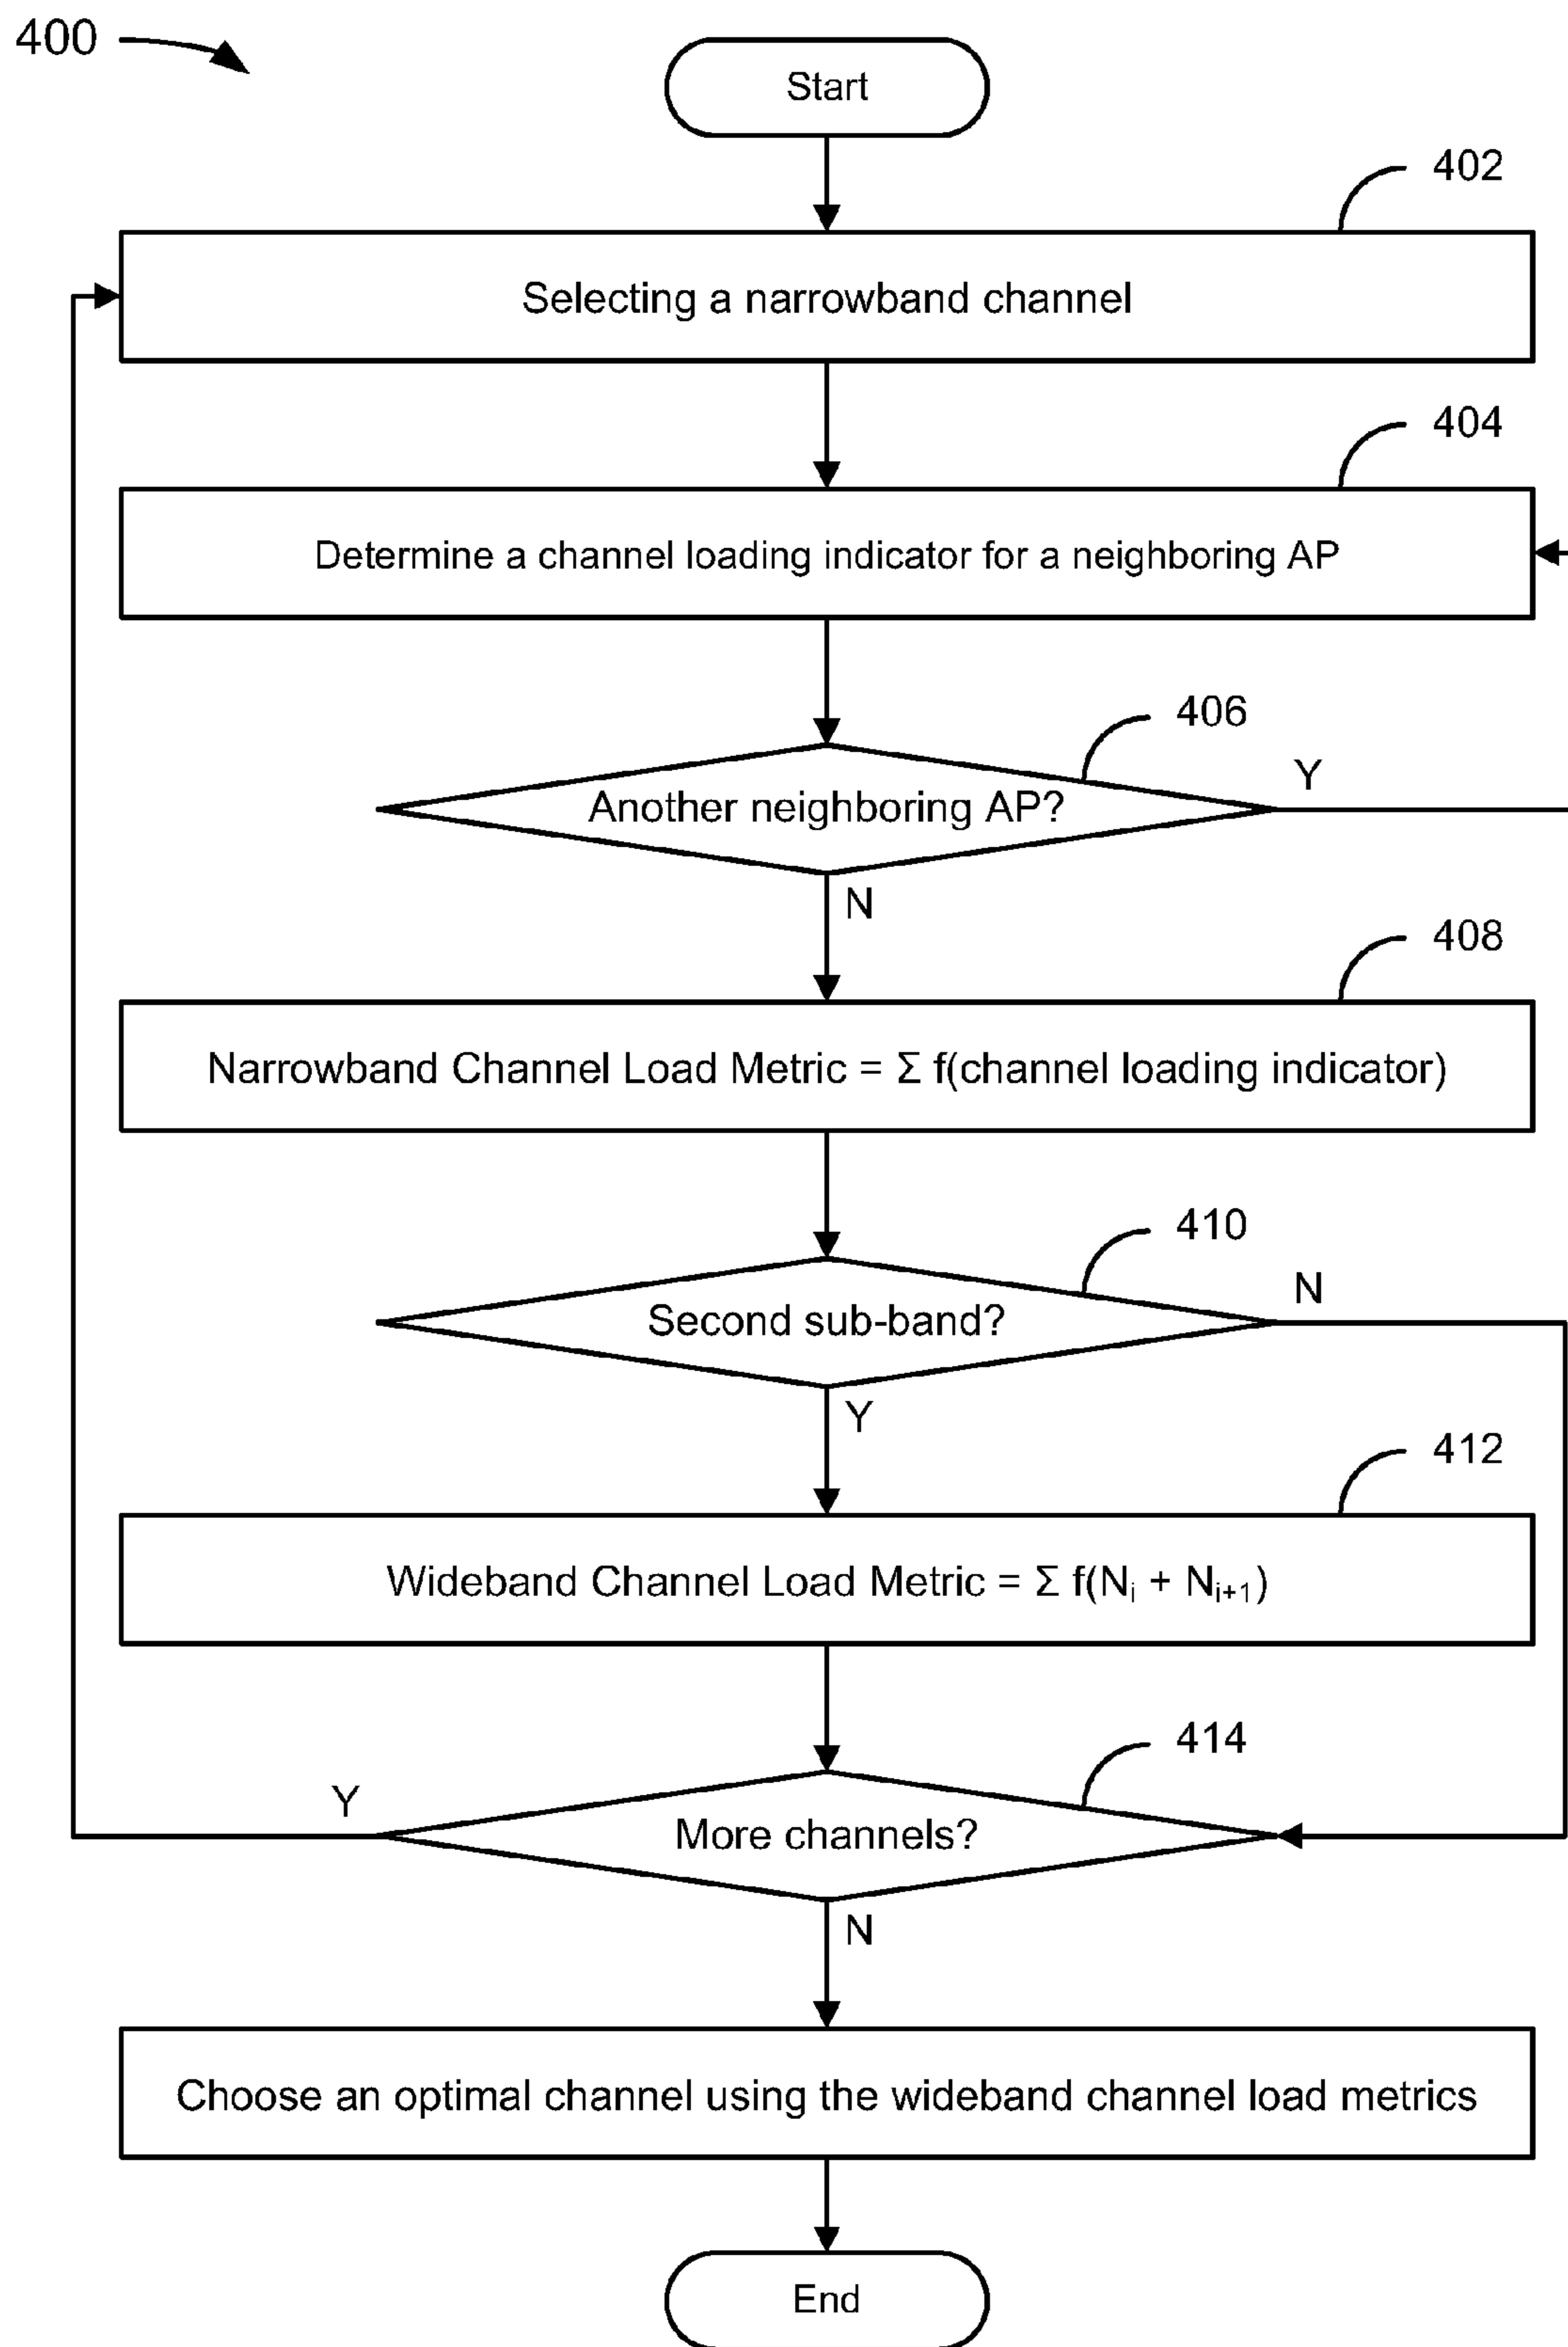 400
Start
402
Selecting a narrowband channel
404
Determine a channel loading indicator for a neighboring AP
406
Another neighboring AP?
Y
N
408
Narrowband Channel Load Metric = Σ f(channel loading indicator)
410
Second sub-band?
N
Y
412
Wideband Channel Load Metric = Σ f(Nᵢ + Nᵢ₊₁)
414
Y
More channels?
N
Choose an optimal channel using the wideband channel load metrics
End